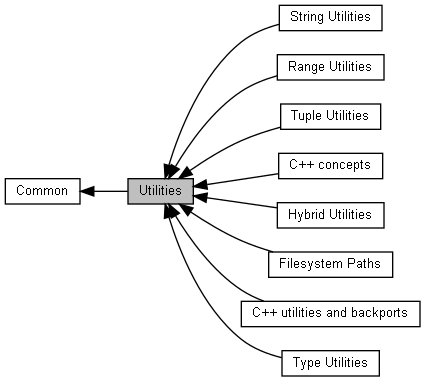 String Utilities
Range Utilities
Tuple Utilities
C++ concepts
Common
Utilities
Hybrid Utilities
Filesystem Paths
C++ utilities and backports
Type Utilities